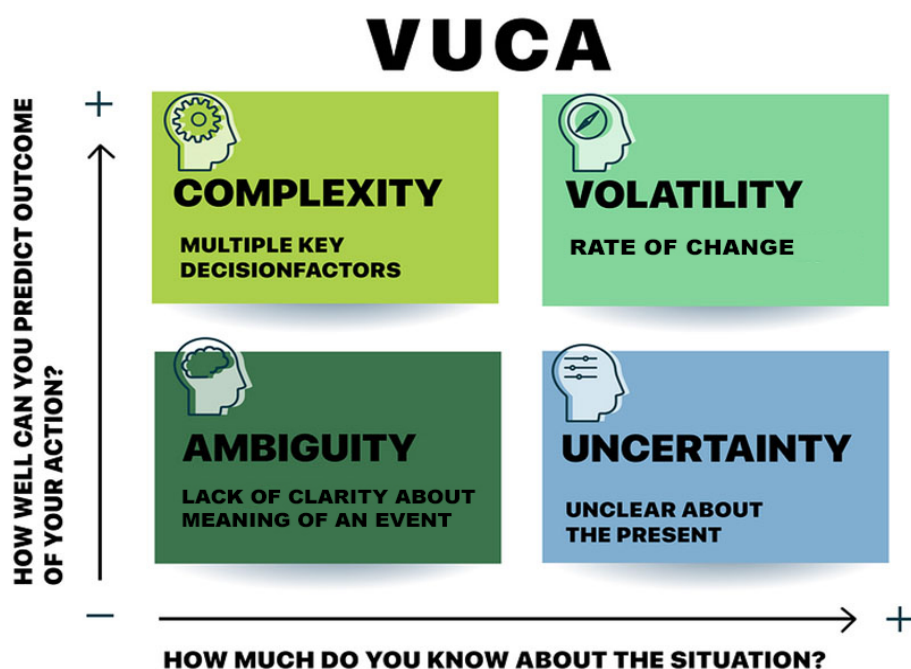 VUCA
HOW WELL CAN YOU PREDICT OUTCOME
OF YOUR ACTION?
+
COMPLEXITY
MULTIPLE KEY
DECISIONFACTORS
VOLATILITY
RATE OF CHANGE
AMBIGUITY
LACK OF CLARITY ABOUT
MEANING OF AN EVENT
UNCERTAINTY
UNCLEAR ABOUT
THE PRESENT
−
+
HOW MUCH DO YOU KNOW ABOUT THE SITUATION?